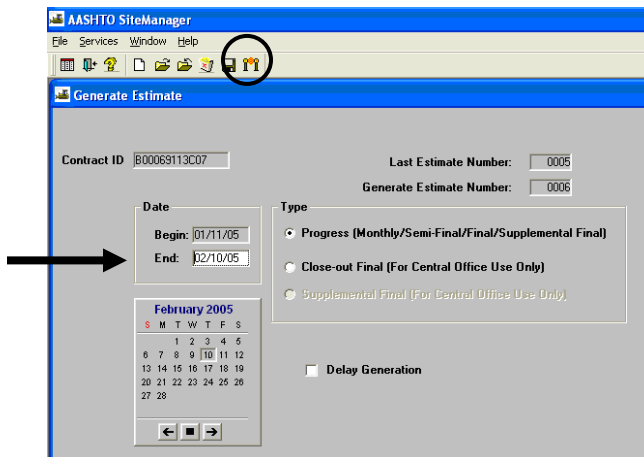 AASHTO SiteManager
File Services Window Help
Generate Estimate
Contract ID B00069113C07
Last Estimate Number: 0005
Generate Estimate Number: 0006
Date
Begin: 01/11/05
End: 02/10/05
Type
Progress (Monthly/Semi-Final/Final/Supplemental Final)
Close-out Final (For Central Office Use Only)
Supplemental Final (For Central Office Use Only)
February 2005
S M T W T F S
1 2 3 4 5
6 7 8 9 10 11 12
13 14 15 16 17 18 19
20 21 22 23 24 25 26
27 28
Delay Generation